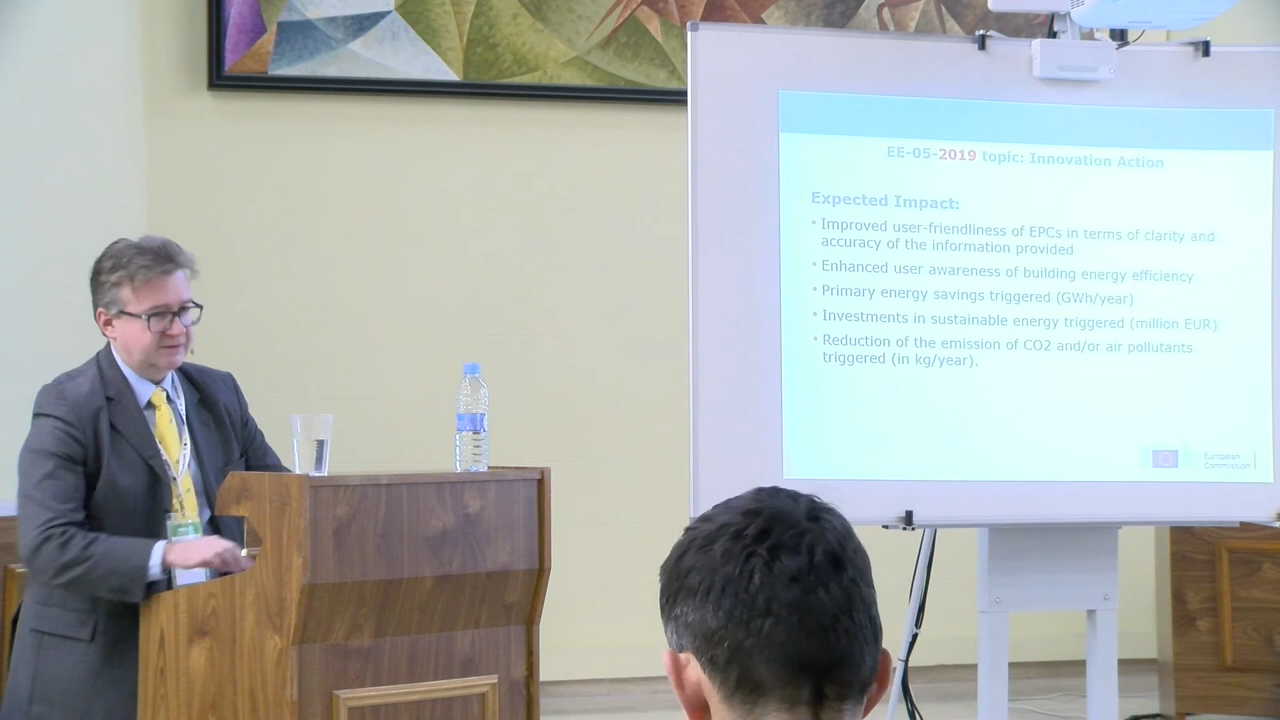 EE-05-2019 topic: Innovation Action
Expected Impact:
• Improved user-friendliness of EPCs in terms of clarity and
accuracy of the information provided
• Enhanced user awareness of building energy efficiency
• Primary energy savings triggered (GWh/year)
• Investments in sustainable energy triggered (million EUR)
• Reduction of the emission of CO2 and/or air pollutants
triggered (in kg/year).
European
Commission